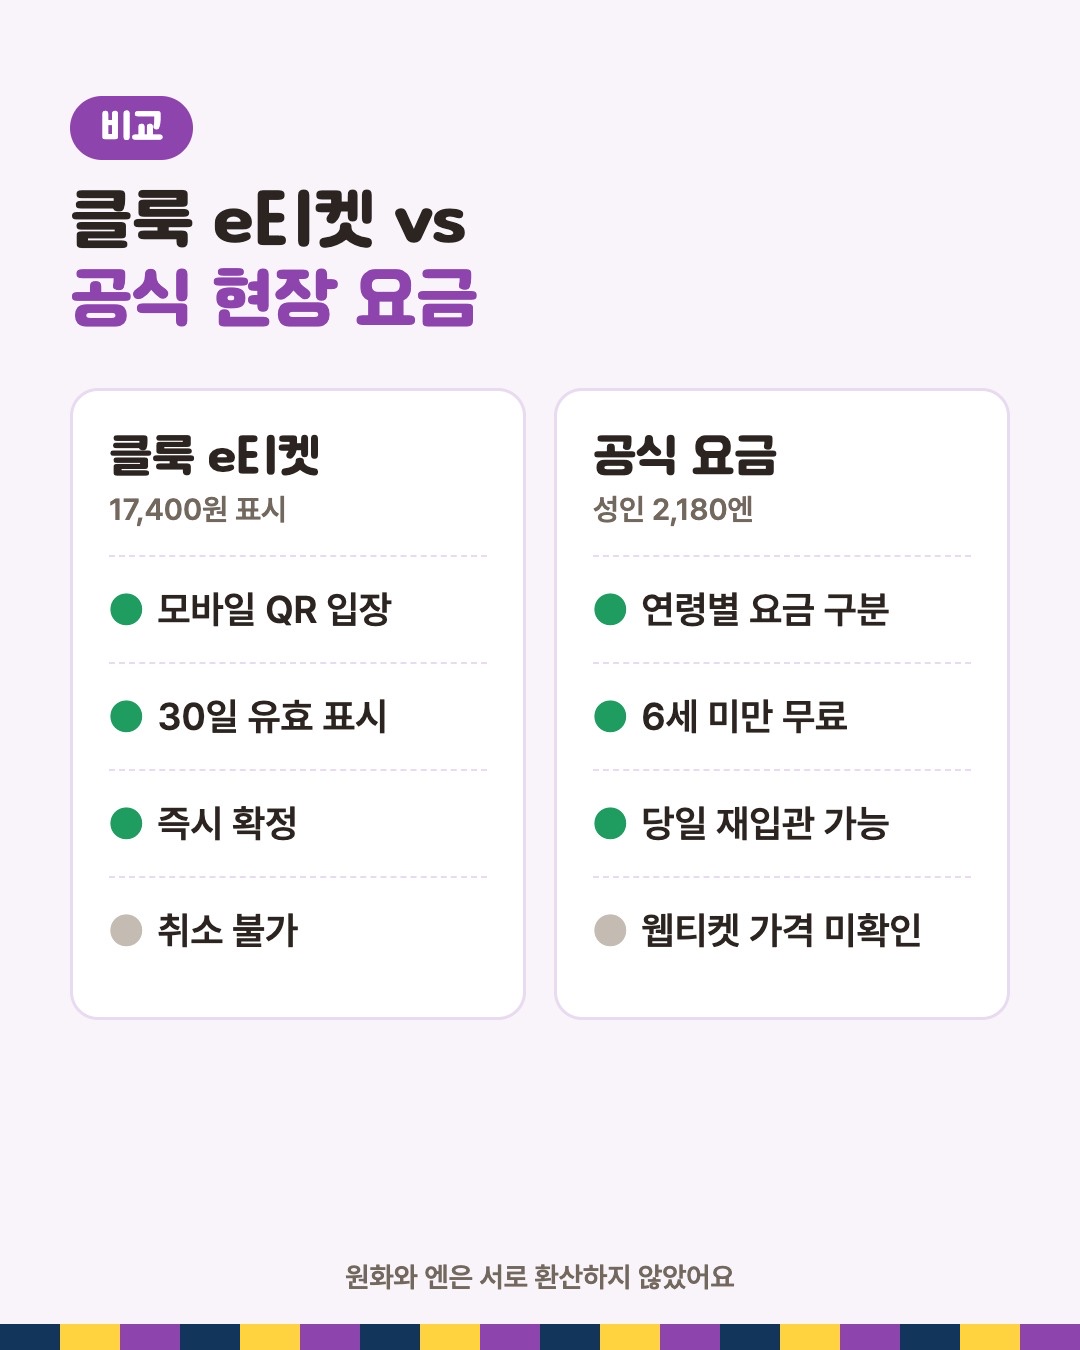 비교
클룩 e티켓 vs
공식 현장 요금
클룩 e티켓
17,400원 표시
모바일 QR 입장
30일 유효 표시
즉시 확정
취소 불가
공식 요금
성인 2,180엔
연령별 요금 구분
6세 미만 무료
당일 재입관 가능
웹티켓 가격 미확인
원화와 엔은 서로 환산하지 않았어요